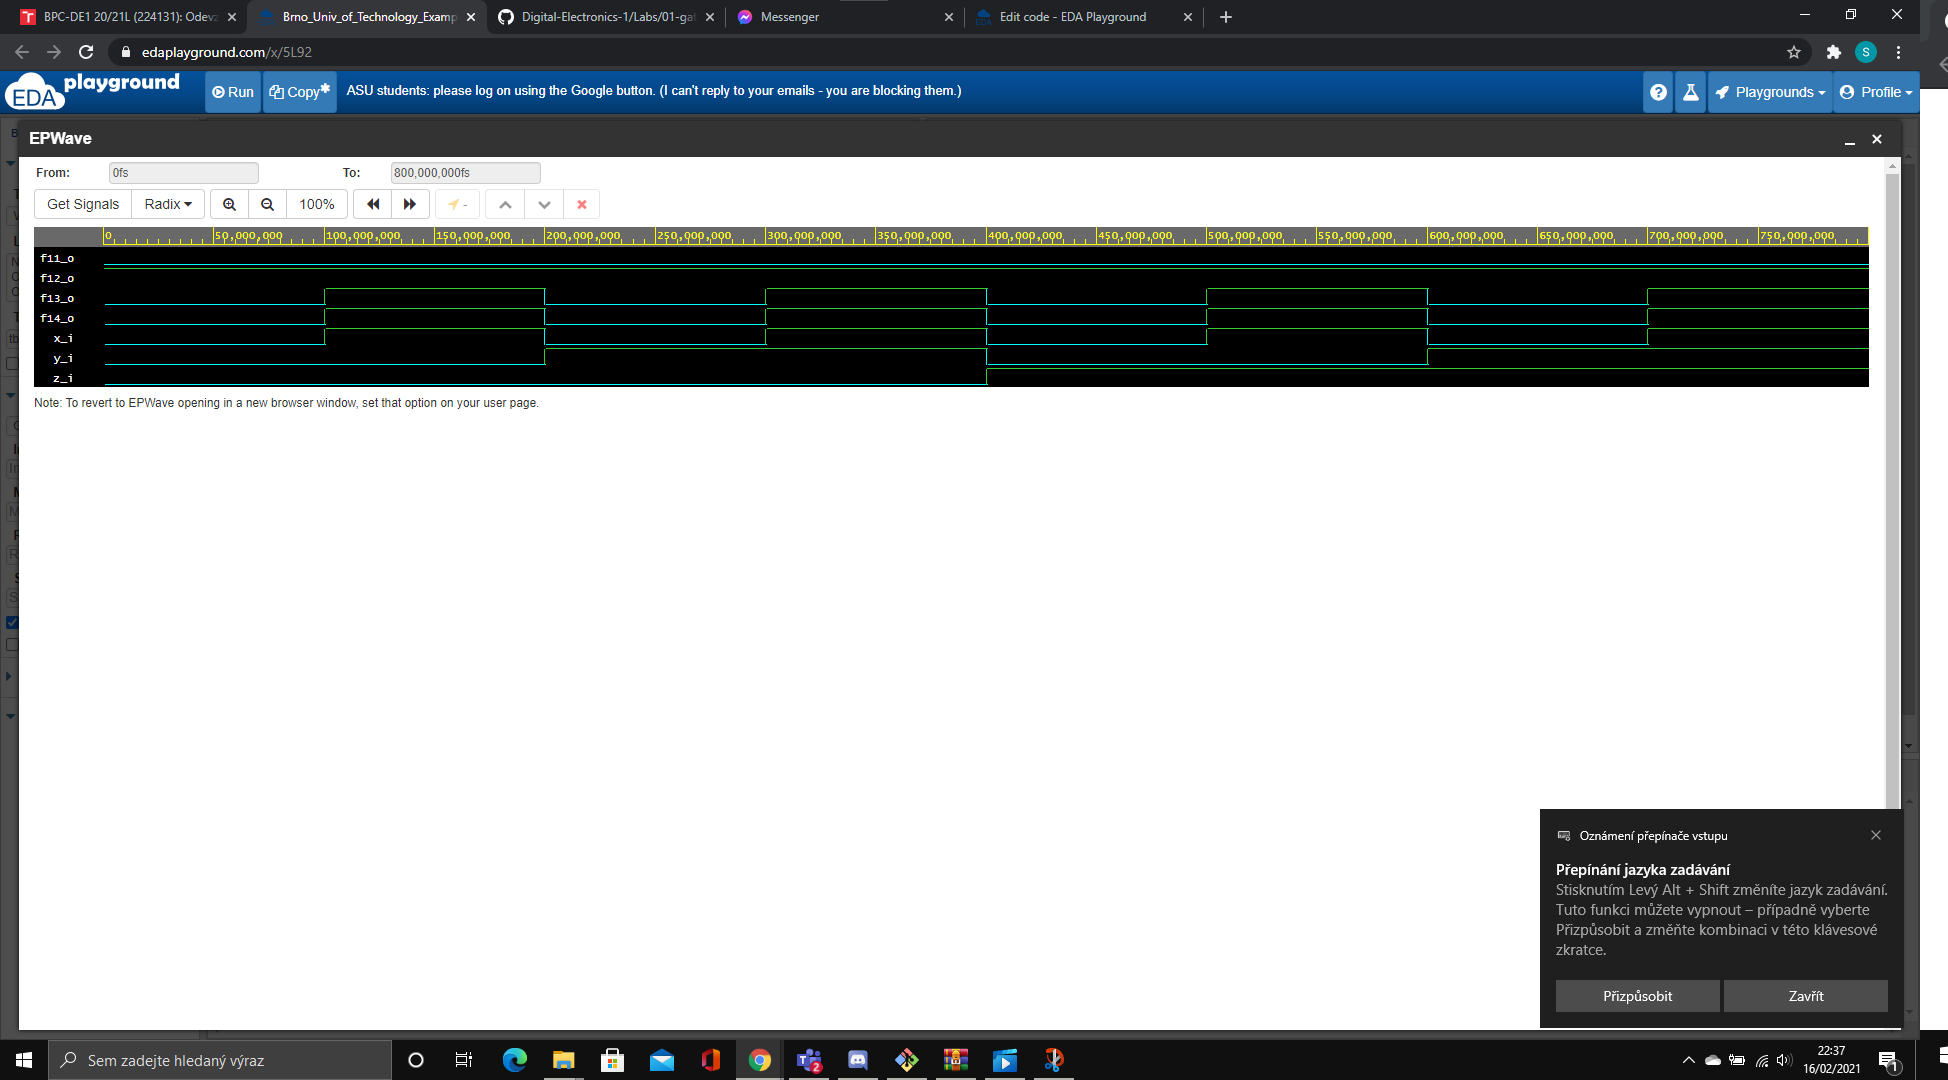 BPC-DE1 20/21L (224131): Odevz
Brno_Univ_of_Technology_Examp
Digital-Electronics-1/Labs/01-gat
Messenger
Edit code - EDA Playground
edaplayground.com/x/5L92
S
EDA playground
Run
Copy*
ASU students: please log on using the Google button. (I can't reply to your emails - you are blocking them.)
Playgrounds
Profile
EPWave
From:
0fs
To:
800,000,000fs
Get Signals
Radix
100%
-
0 50,000,000 100,000,000 150,000,000 200,000,000 250,000,000 300,000,000 350,000,000 400,000,000 450,000,000 500,000,000 550,000,000 600,000,000 650,000,000 700,000,000 750,000,000
f11_o
f12_o
f13_o
f14_o
x_i
y_i
z_i
Note: To revert to EPWave opening in a new browser window, set that option on your user page.
Oznámení přepínače vstupu
Přepínání jazyka zadávání
Stisknutím Levý Alt + Shift změníte jazyk zadávání.
Tuto funkci můžete vypnout – případně vyberte
Přizpůsobit a změňte kombinaci v této klávesové
zkratce.
Přizpůsobit
Zavřít
Sem zadejte hledaný výraz
2
22:37
16/02/2021
1